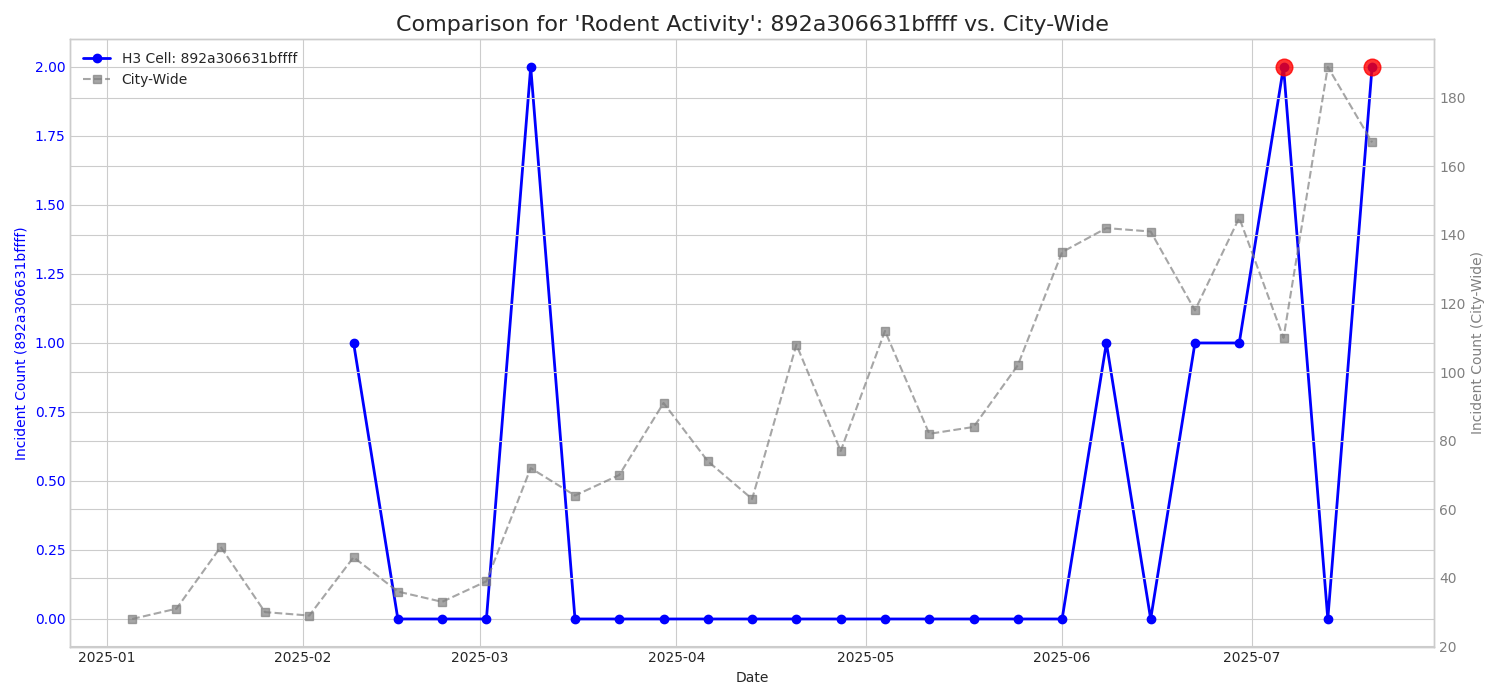 Comparison for 'Rodent Activity': 892a306631bffff vs. City-Wide
H3 Cell: 892a306631bffff
City-Wide
2.00
1.75
1.50
1.25
1.00
0.75
0.50
0.25
0.00
Incident Count (892a306631bffff)
180
160
140
120
100
80
60
40
20
Incident Count (City-Wide)
2025-01 2025-02 2025-03 2025-04 2025-05 2025-06 2025-07
Date